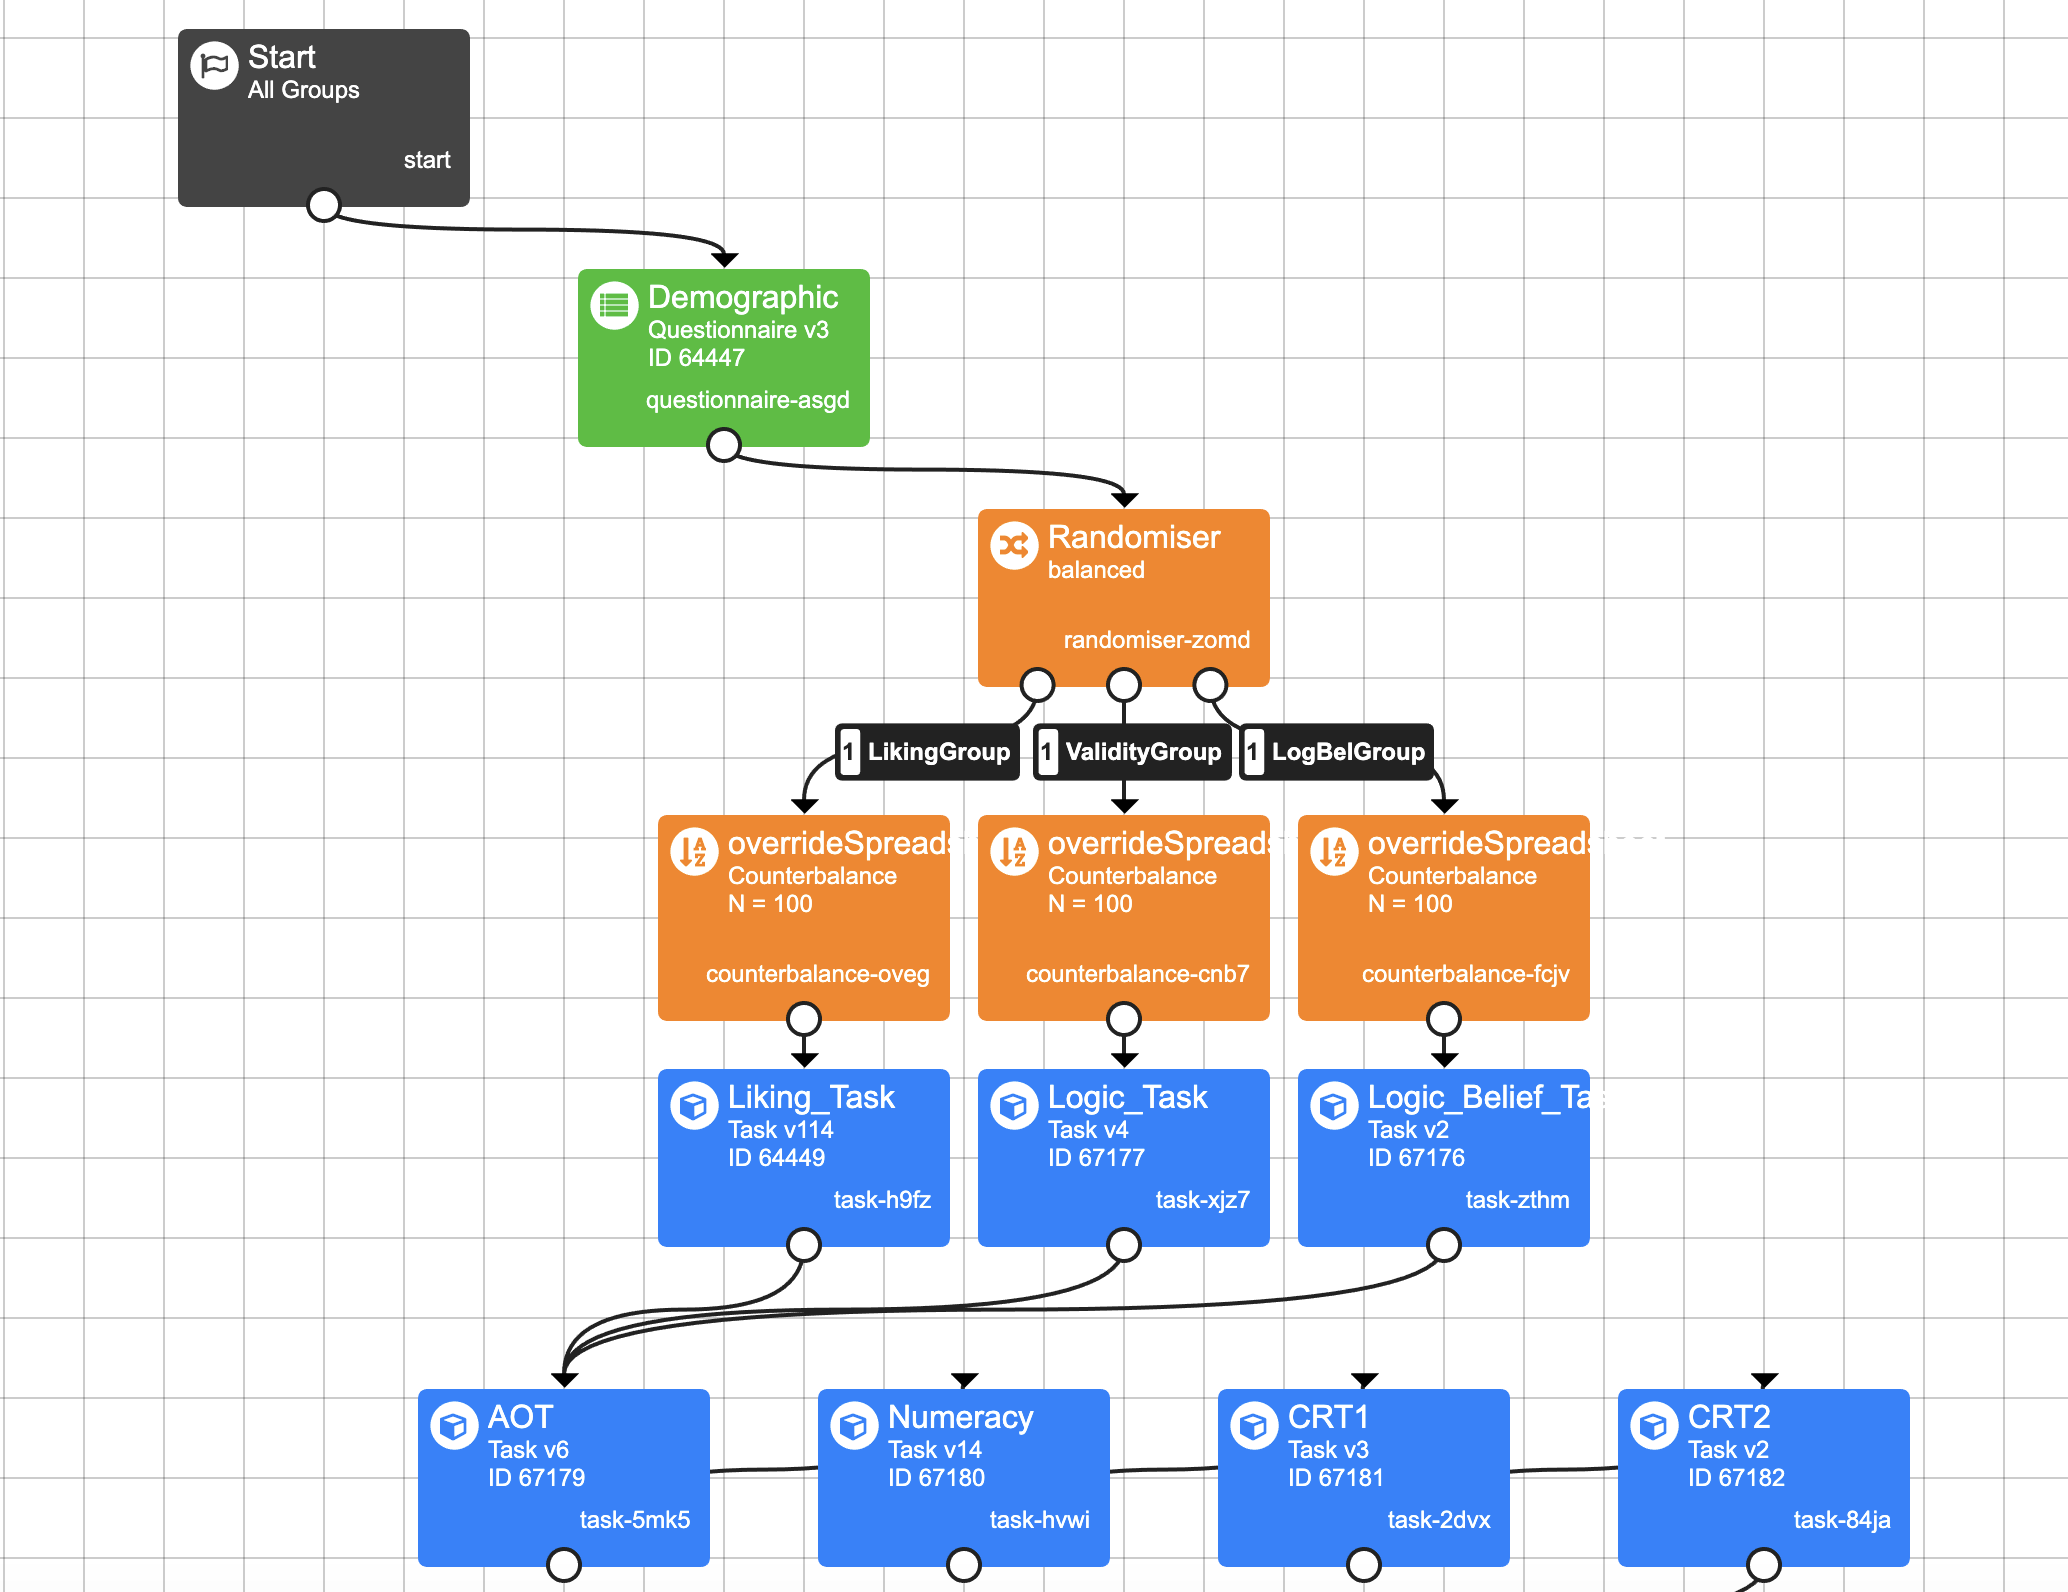 Start
All Groups
start
Demographic
Questionnaire v3
ID 64447
questionnaire-asgd
Randomiser
balanced
randomiser-zomd
1 LikingGroup
1 ValidityGroup
1 LogBelGroup
overrideSpreads
Counterbalance
N = 100
counterbalance-oveg
overrideSpreads
Counterbalance
N = 100
counterbalance-cnb7
overrideSpreads
Counterbalance
N = 100
counterbalance-fcjv
Liking_Task
Task v114
ID 64449
task-h9fz
Logic_Task
Task v4
ID 67177
task-xjz7
Logic_Belief_Tas
Task v2
ID 67176
task-zthm
AOT
Task v6
ID 67179
task-5mk5
Numeracy
Task v14
ID 67180
task-hvwi
CRT1
Task v3
ID 67181
task-2dvx
CRT2
Task v2
ID 67182
task-84ja